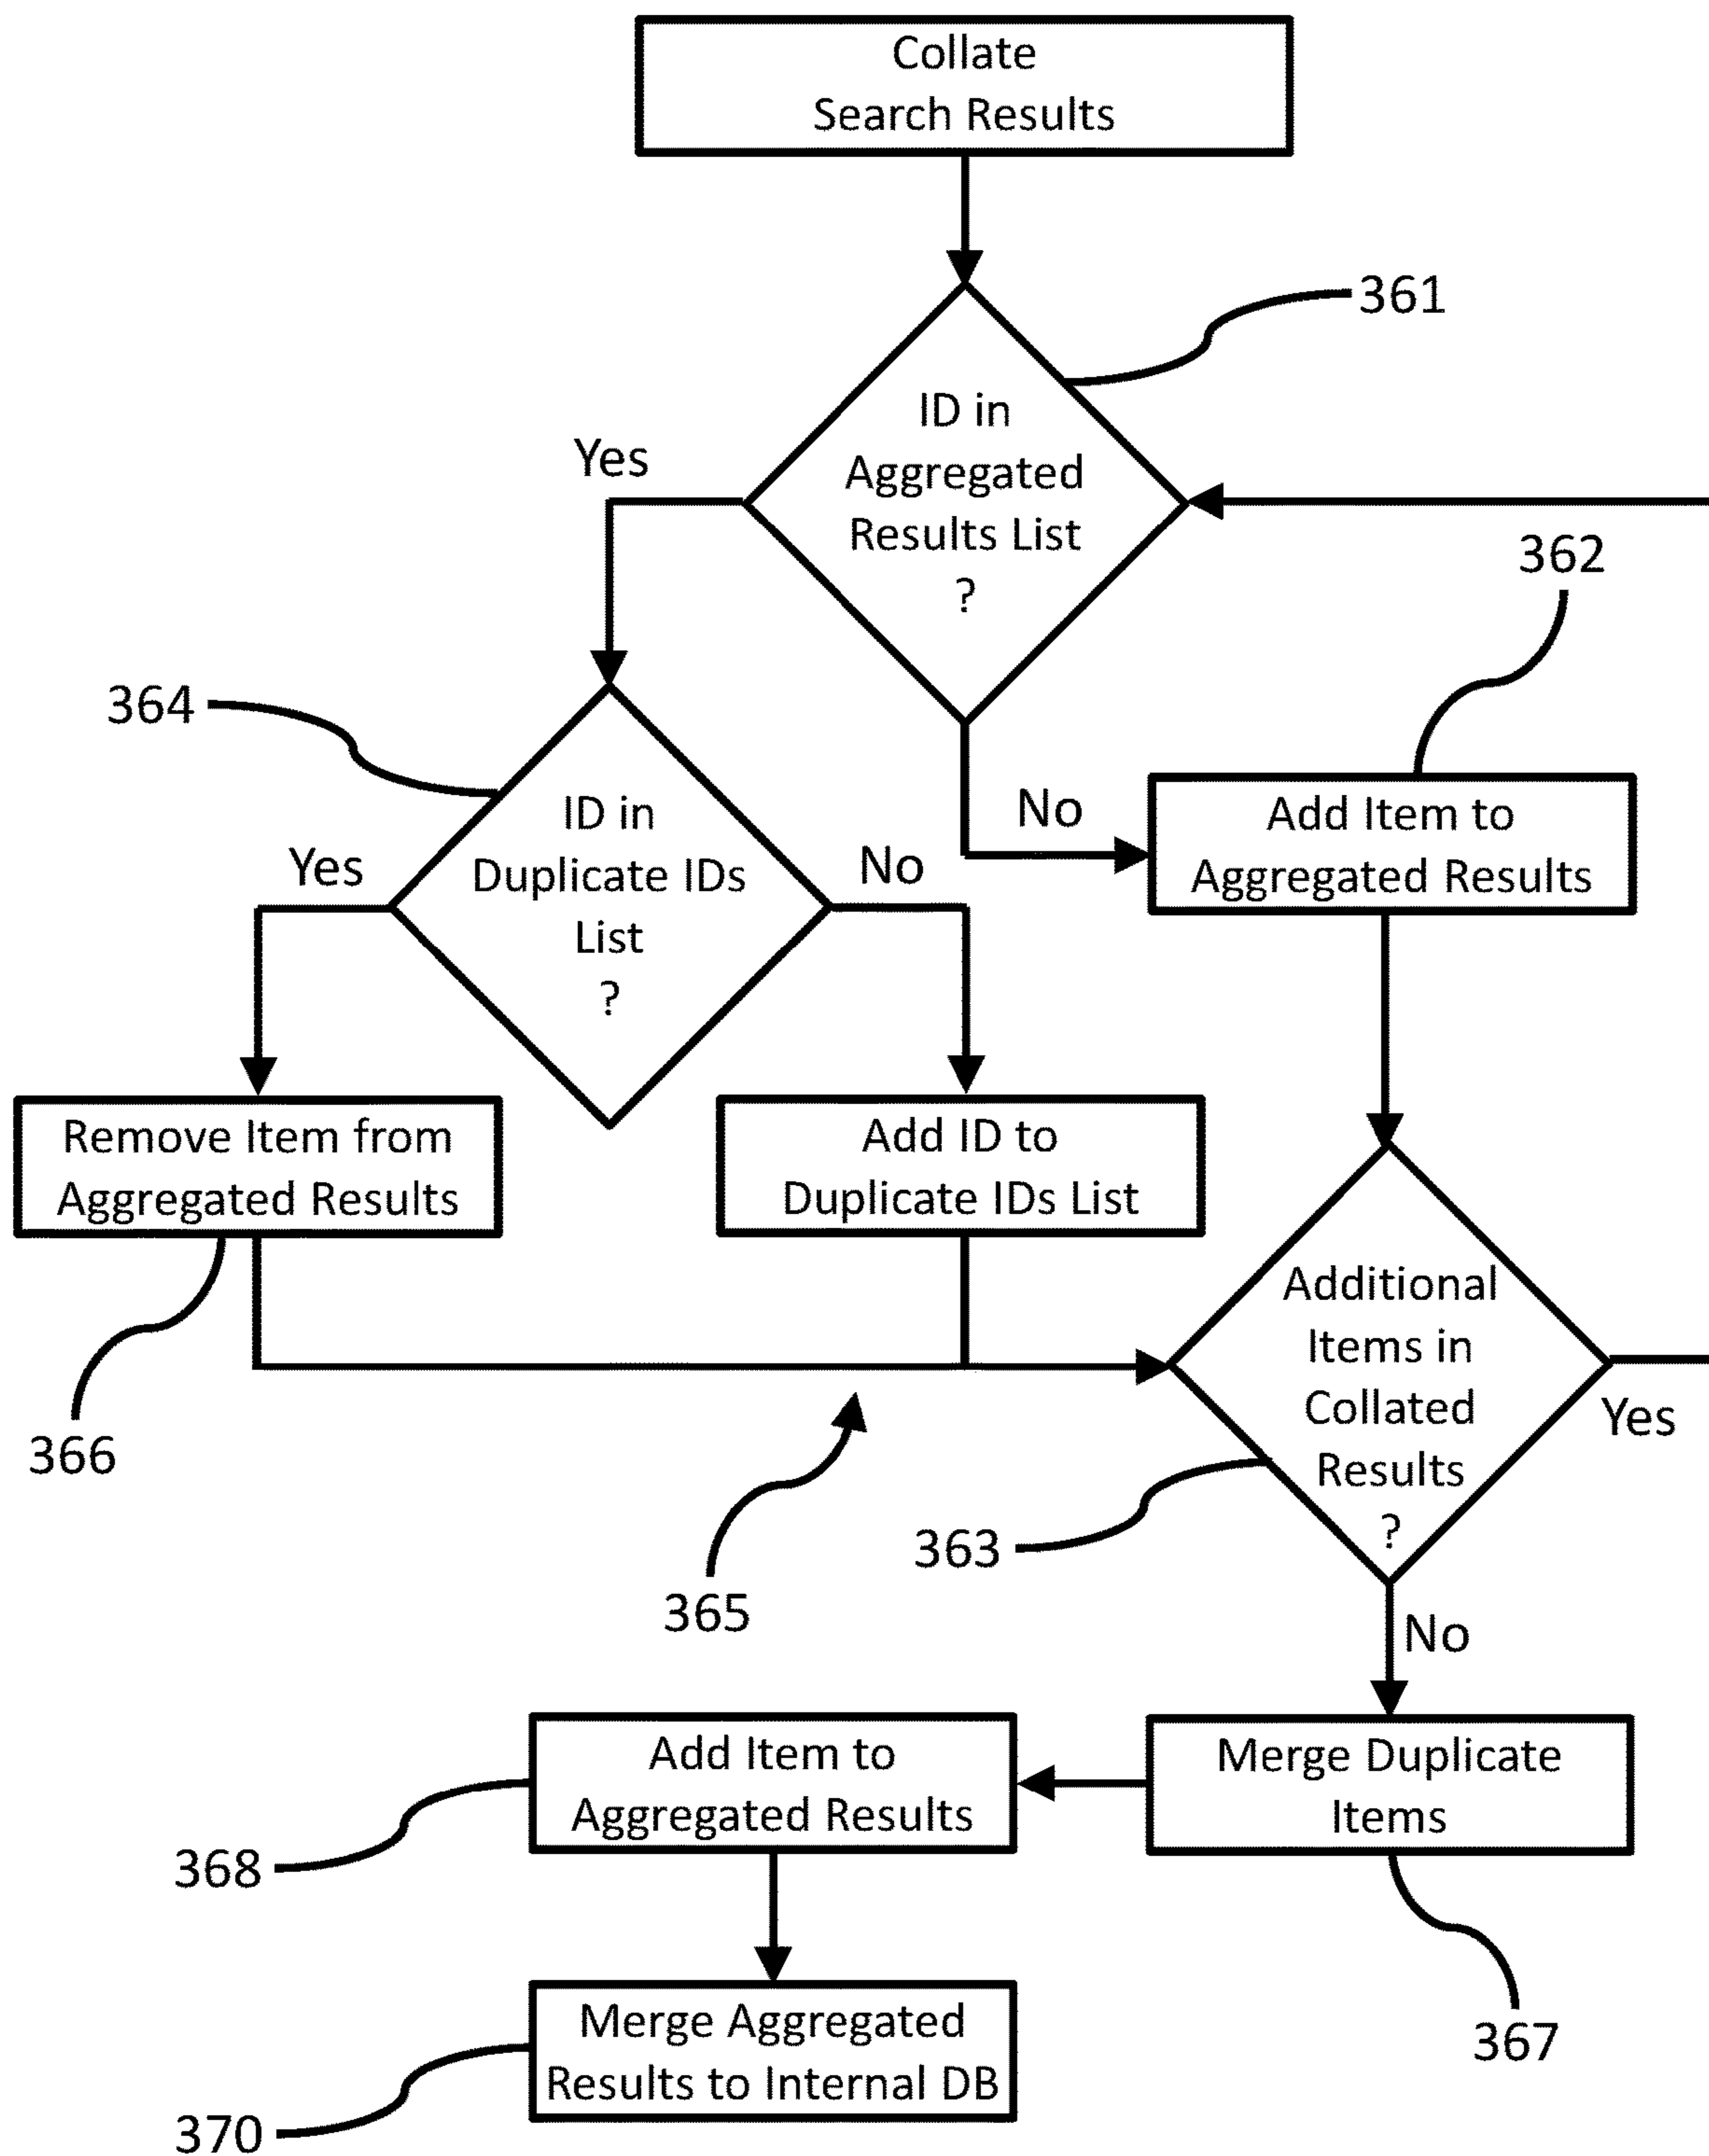 Collate
Search Results
361
ID in
Aggregated
Results List
?
Yes
362
364
No
Add Item to
Aggregated Results
ID in
Duplicate IDs
List
?
Yes
No
Remove Item from
Aggregated Results
Add ID to
Duplicate IDs List
Additional
Items in
Collated
Results
?
Yes
366
365
363
No
Add Item to
Aggregated Results
Merge Duplicate
Items
368
367
Merge Aggregated
Results to Internal DB
370